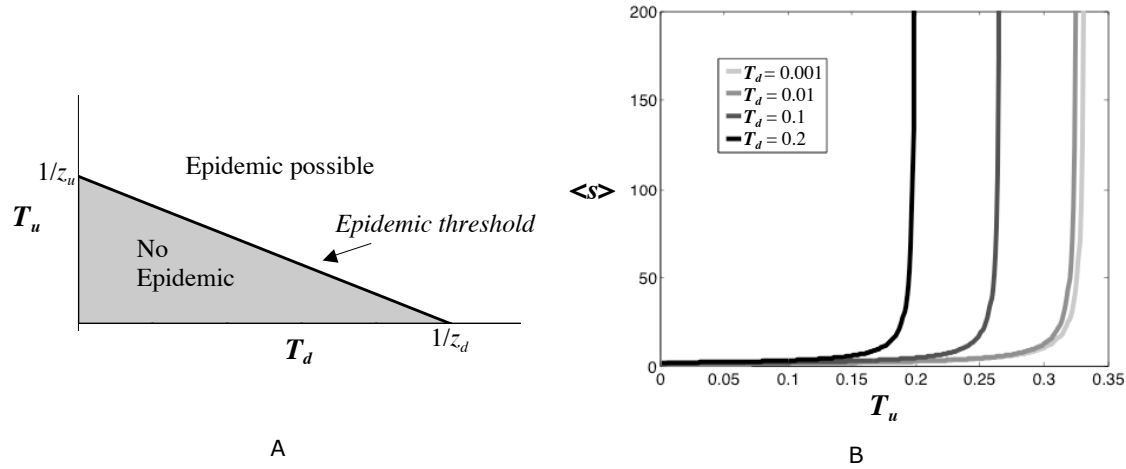 1/z_u
T_u
Epidemic possible
Epidemic threshold
No
Epidemic
1/z_d
T_d
A
200
150
100
50
0
<s>
T_d = 0.001
T_d = 0.01
T_d = 0.1
T_d = 0.2
0 0.05 0.1 0.15 0.2 0.25 0.3 0.35
T_u
B